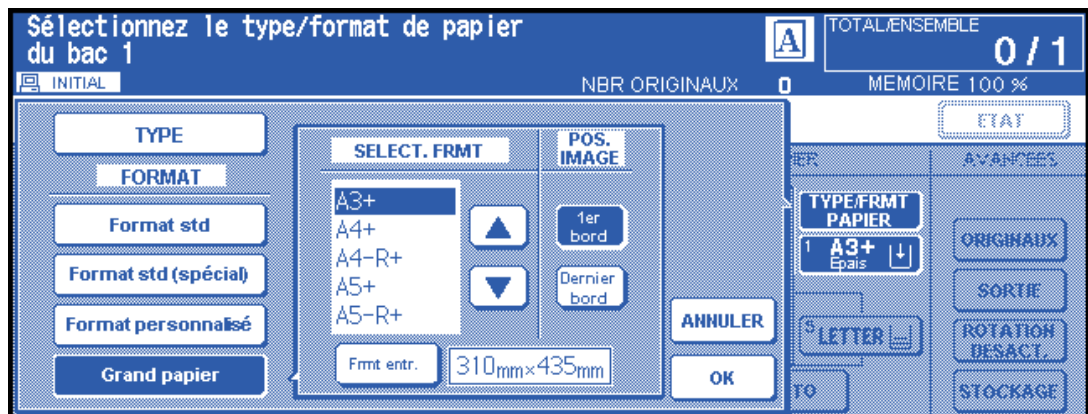 Sélectionnez le type/format de papier
du bac 1
INITIAL
NBR ORIGINAUX 0
A
TOTAL/ENSEMBLE
0 / 1
MEMOIRE 100 %
ETAT
TYPE
FORMAT
Format std
Format std (spécial)
Format personnalisé
Grand papier
SELECT. FRMT
A3+
A4+
A4-R+
A5+
A5-R+
Frmt entr.
310mm×435mm
POS.
IMAGE
1er
bord
Dernier
bord
ANNULER
OK
TYPE/FRMT
PAPIER
1 A3+
Epais
5 LETTER
AVANCEES
ORIGINAUX
SORTIE
ROTATION
DESACT.
STOCKAGE